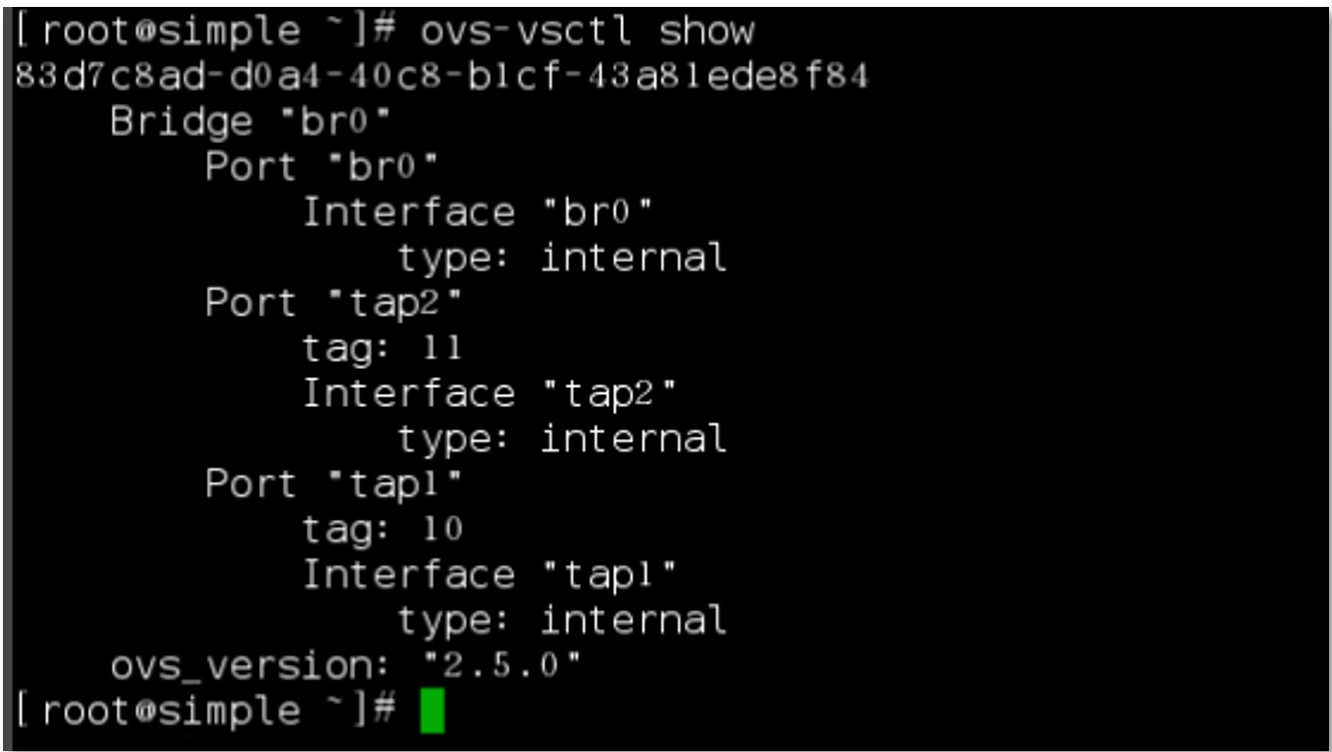 [root@simple ~]# ovs-vsctl show
83d7c8ad-d0a4-40c8-b1cf-43a81ede8f84
Bridge "br0"
Port "br0"
Interface "br0"
type: internal
Port "tap2"
tag: 11
Interface "tap2"
type: internal
Port "tap1"
tag: 10
Interface "tap1"
type: internal
ovs_version: "2.5.0"
[root@simple ~]#